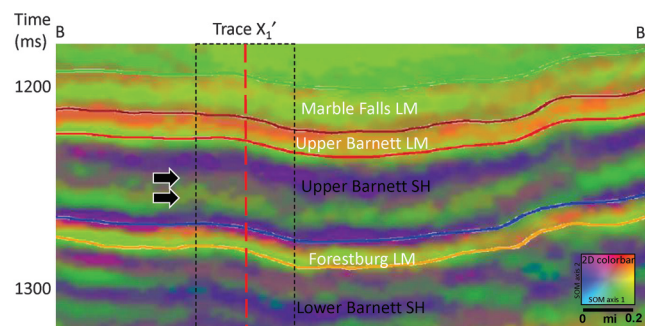 Time
(ms)
B
Trace X₁′
B
1200
Marble Falls LM
Upper Barnett LM
Upper Barnett SH
Forestburg LM
2D colorbar
SOM axis 2
SOM axis 1
1300
Lower Barnett SH
0 mi 0.2